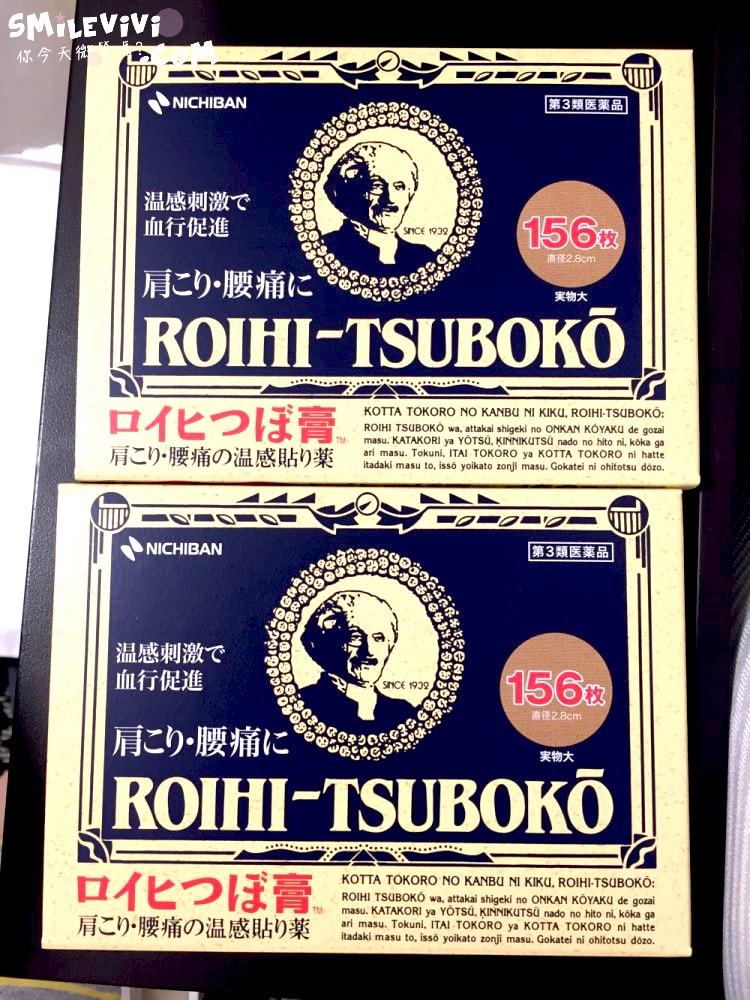 SMiLEViVi
你今天微笑了嗎?
.COM
NICHIBAN
第3類医薬品
温感刺激で
血行促進
SINCE 1932
156枚
直径2.8cm
実物大
肩こり・腰痛に
ROIHI-TSUBOKŌ
ロイヒつぼ膏™
肩こり・腰痛の温感貼り薬
KOTTA TOKORO NO KANBU NI KIKU, ROIHI-TSUBOKŌ:
ROIHI TSUBOKŌ wa, attakai shigeki no ONKAN KŌYAKU de gozai
masu. KATAKORI ya YŌTSŪ, KINNIKUTSŪ nado no hito ni, kōka ga
ari masu. Tokuni, ITAI TOKORO ya KOTTA TOKORO ni hatte
itadaki masu to, issō yoikato zonji masu. Gokatei ni ohitotsu dōzo.
NICHIBAN
第3類医薬品
温感刺激で
血行促進
SINCE 1932
156枚
直径2.8cm
実物大
肩こり・腰痛に
ROIHI-TSUBOKŌ
ロイヒつぼ膏™
肩こり・腰痛の温感貼り薬
KOTTA TOKORO NO KANBU NI KIKU, ROIHI-TSUBOKŌ:
ROIHI TSUBOKŌ wa, attakai shigeki no ONKAN KŌYAKU de gozai
masu. KATAKORI ya YŌTSŪ, KINNIKUTSŪ nado no hito ni, kōka ga
ari masu. Tokuni, ITAI TOKORO ya KOTTA TOKORO ni hatte
itadaki masu to, issō yoikato zonji masu. Gokatei ni ohitotsu dōzo.